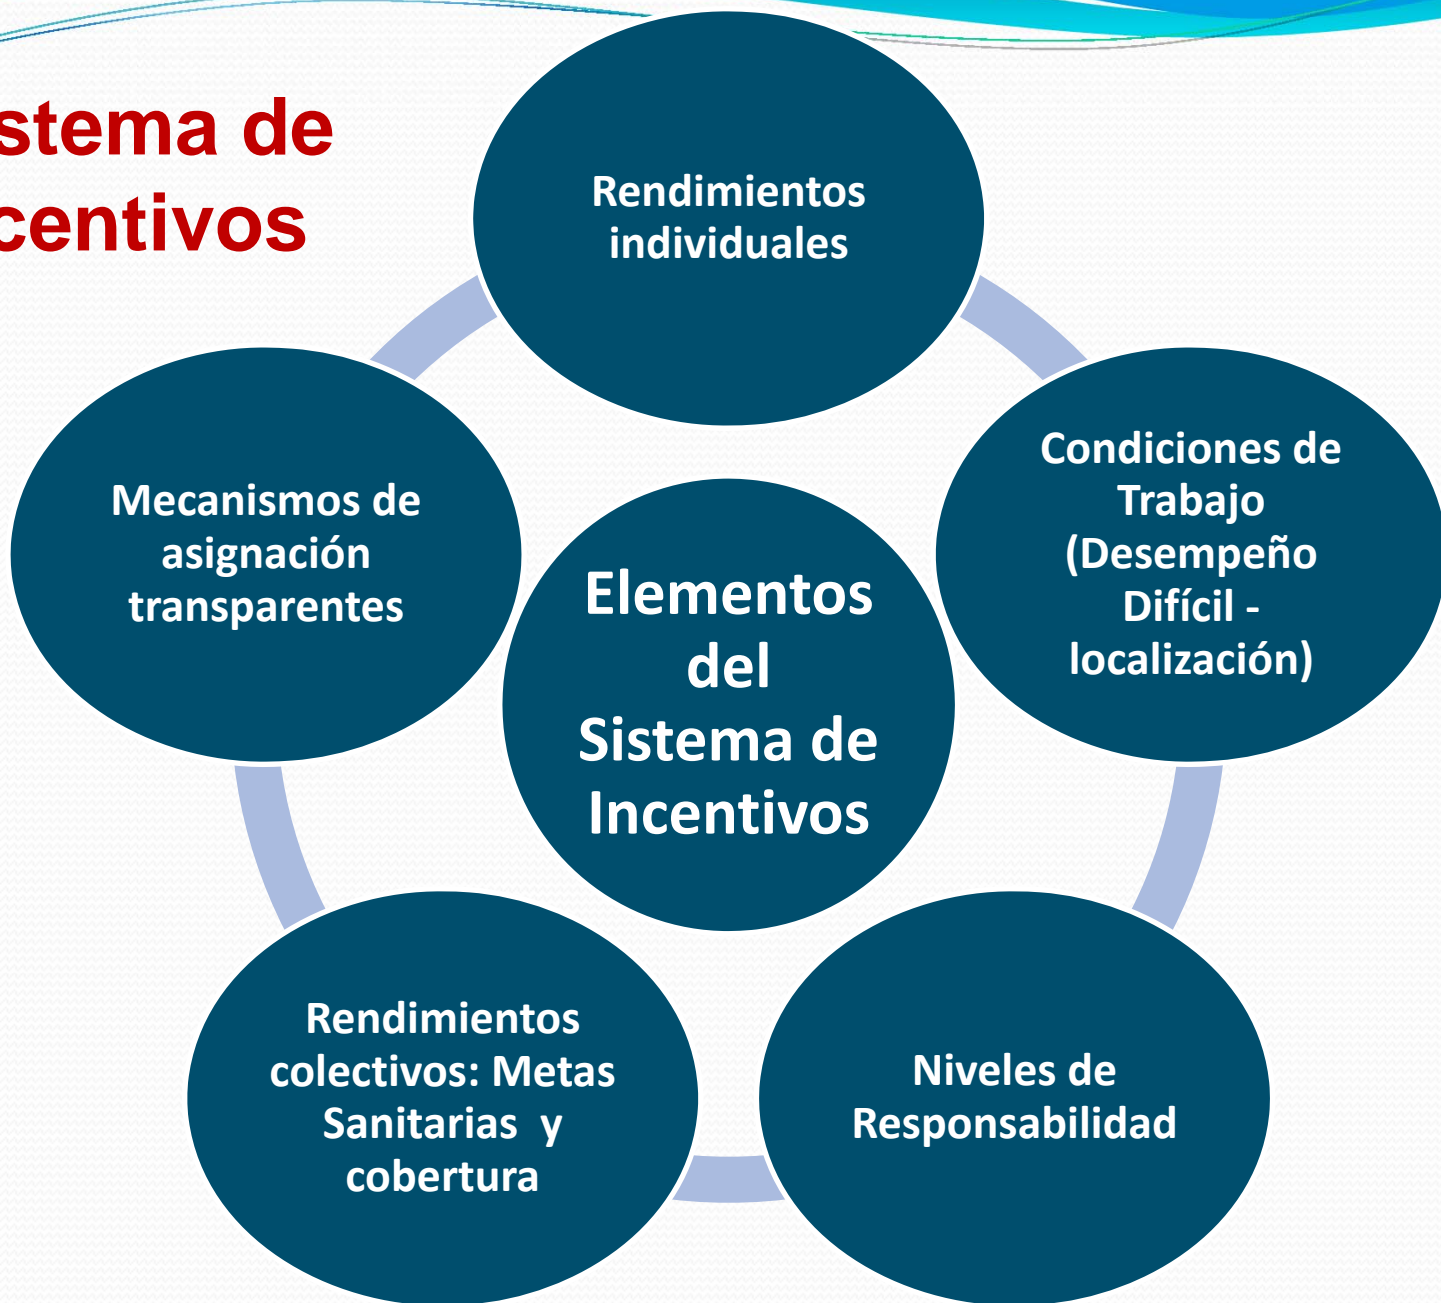 stema de
centivos
Rendimientos
individuales
Condiciones de
Trabajo
(Desempeño
Difícil -
localización)
Niveles de
Responsabilidad
Rendimientos
colectivos: Metas
Sanitarias  y
cobertura
Mecanismos de
asignación
transparentes
Elementos
del
Sistema de
Incentivos